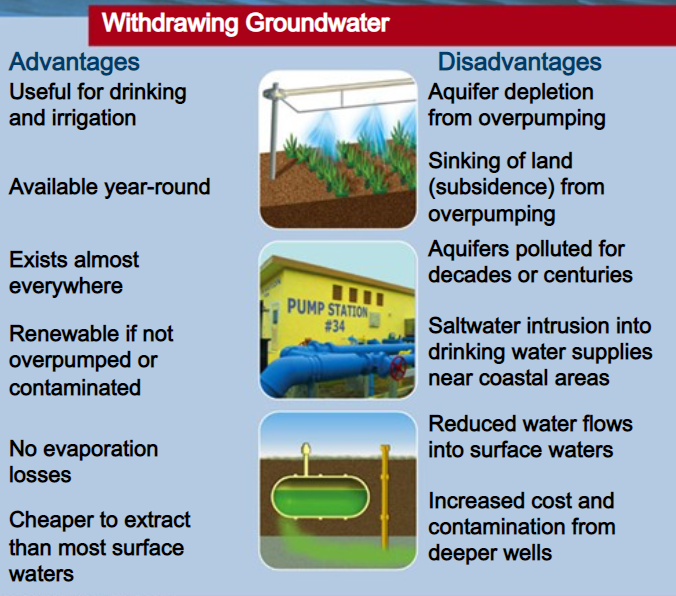 Withdrawing Groundwater
Advantages
Useful for drinking
and irrigation
Available year-round
Exists almost
everywhere
Renewable if not
overpumped or
contaminated
No evaporation
losses
Cheaper to extract
than most surface
waters
PUMP STATION
#34
Disadvantages
Aquifer depletion
from overpumping
Sinking of land
(subsidence) from
overpumping
Aquifers polluted for
decades or centuries
Saltwater intrusion into
drinking water supplies
near coastal areas
Reduced water flows
into surface waters
Increased cost and
contamination from
deeper wells